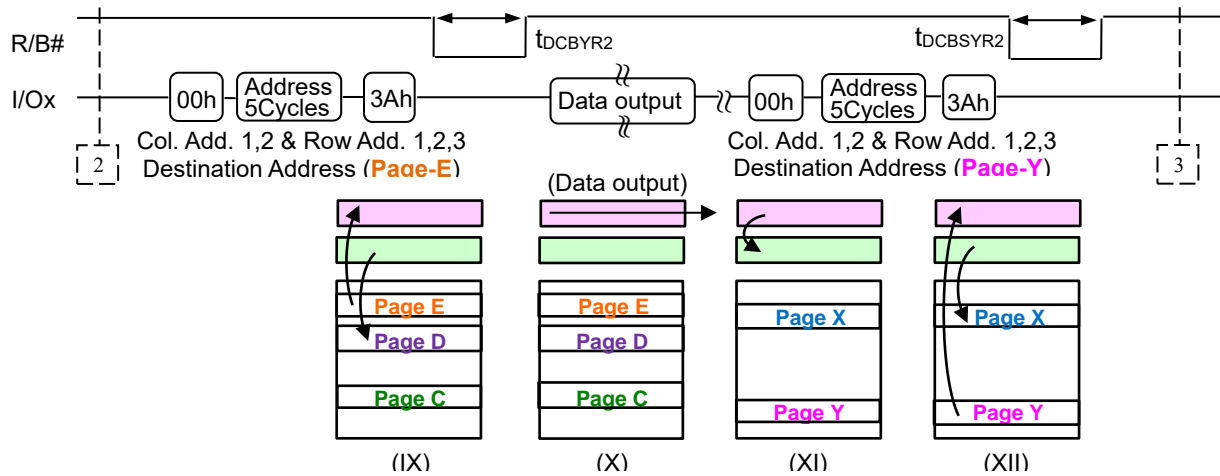 R/B#
tDCBYR2
tDCBSYR2
I/Ox
00h
Address
5Cycles
3Ah
Data output
00h
Address
5Cycles
3Ah
Col. Add. 1,2 & Row Add. 1,2,3
Destination Address (Page-E)
Col. Add. 1,2 & Row Add. 1,2,3
Destination Address (Page-Y)
2
3
(Data output)
Page E
Page D
Page C
Page E
Page D
Page C
Page X
Page Y
Page X
Page Y
(IX)
(X)
(XI)
(XII)